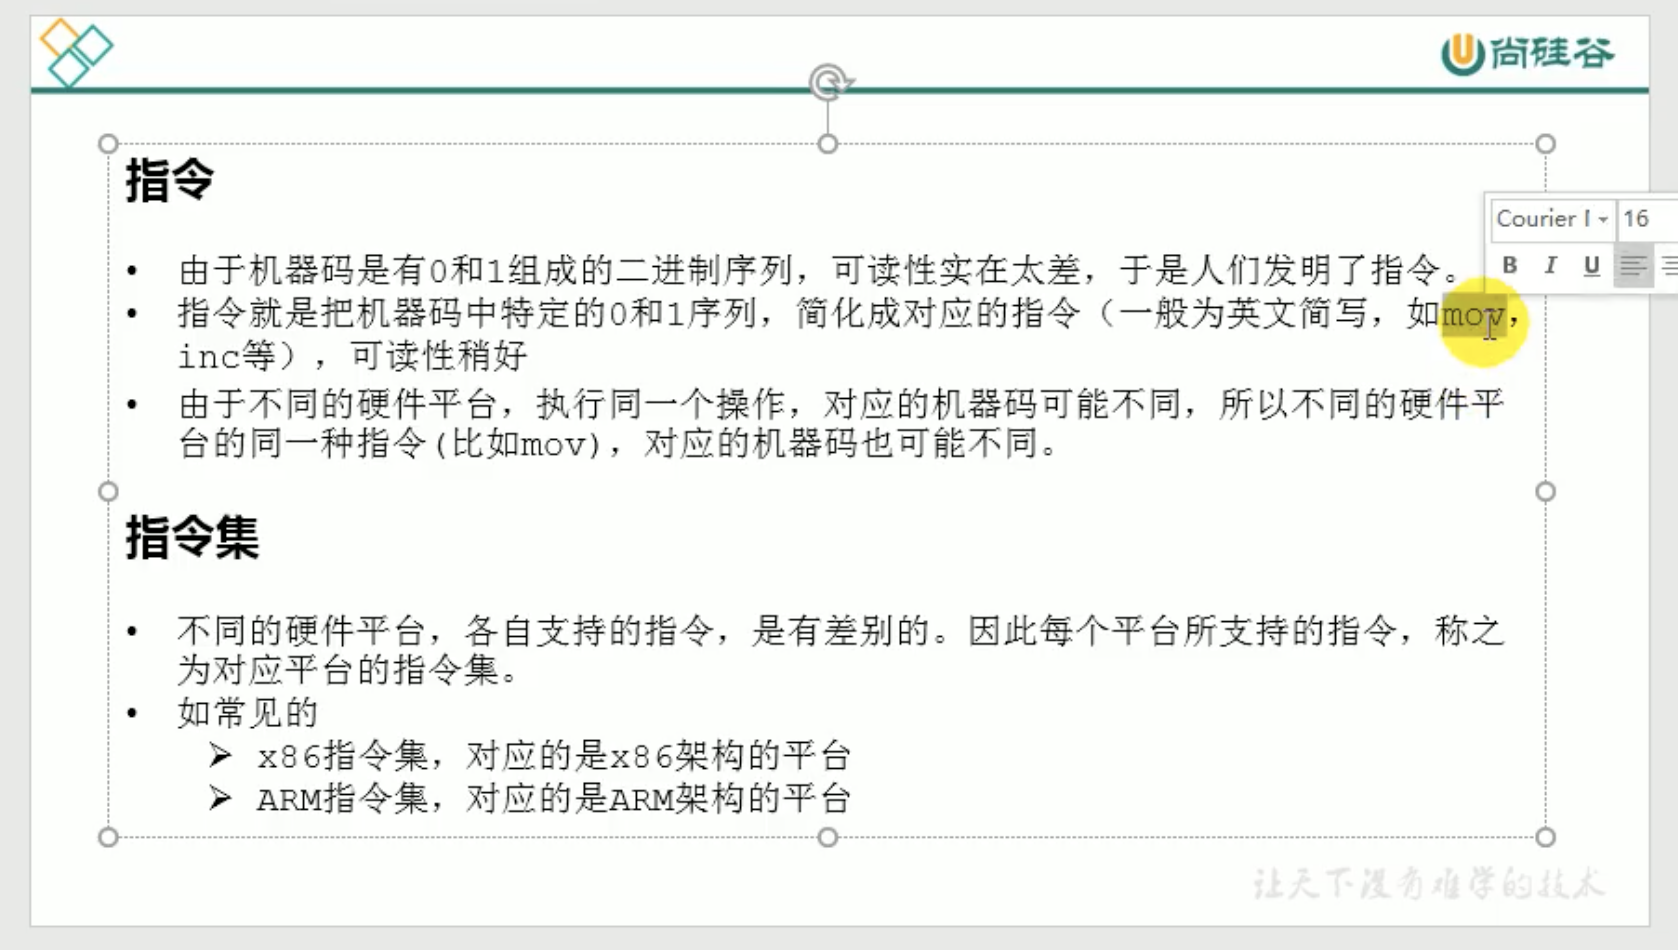 尚硅谷
指令
Courier 16
B I U
• 由于机器码是有0和1组成的二进制序列，可读性实在太差，于是人们发明了指令。
• 指令就是把机器码中特定的0和1序列，简化成对应的指令（一般为英文简写，如mov，
inc等），可读性稍好
• 由于不同的硬件平台，执行同一个操作，对应的机器码可能不同，所以不同的硬件平
台的同一种指令(比如mov)，对应的机器码也可能不同。
指令集
• 不同的硬件平台，各自支持的指令，是有差别的。因此每个平台所支持的指令，称之
为对应平台的指令集。
• 如常见的
➢ x86指令集，对应的是x86架构的平台
➢ ARM指令集，对应的是ARM架构的平台
让天下没有难学的技术